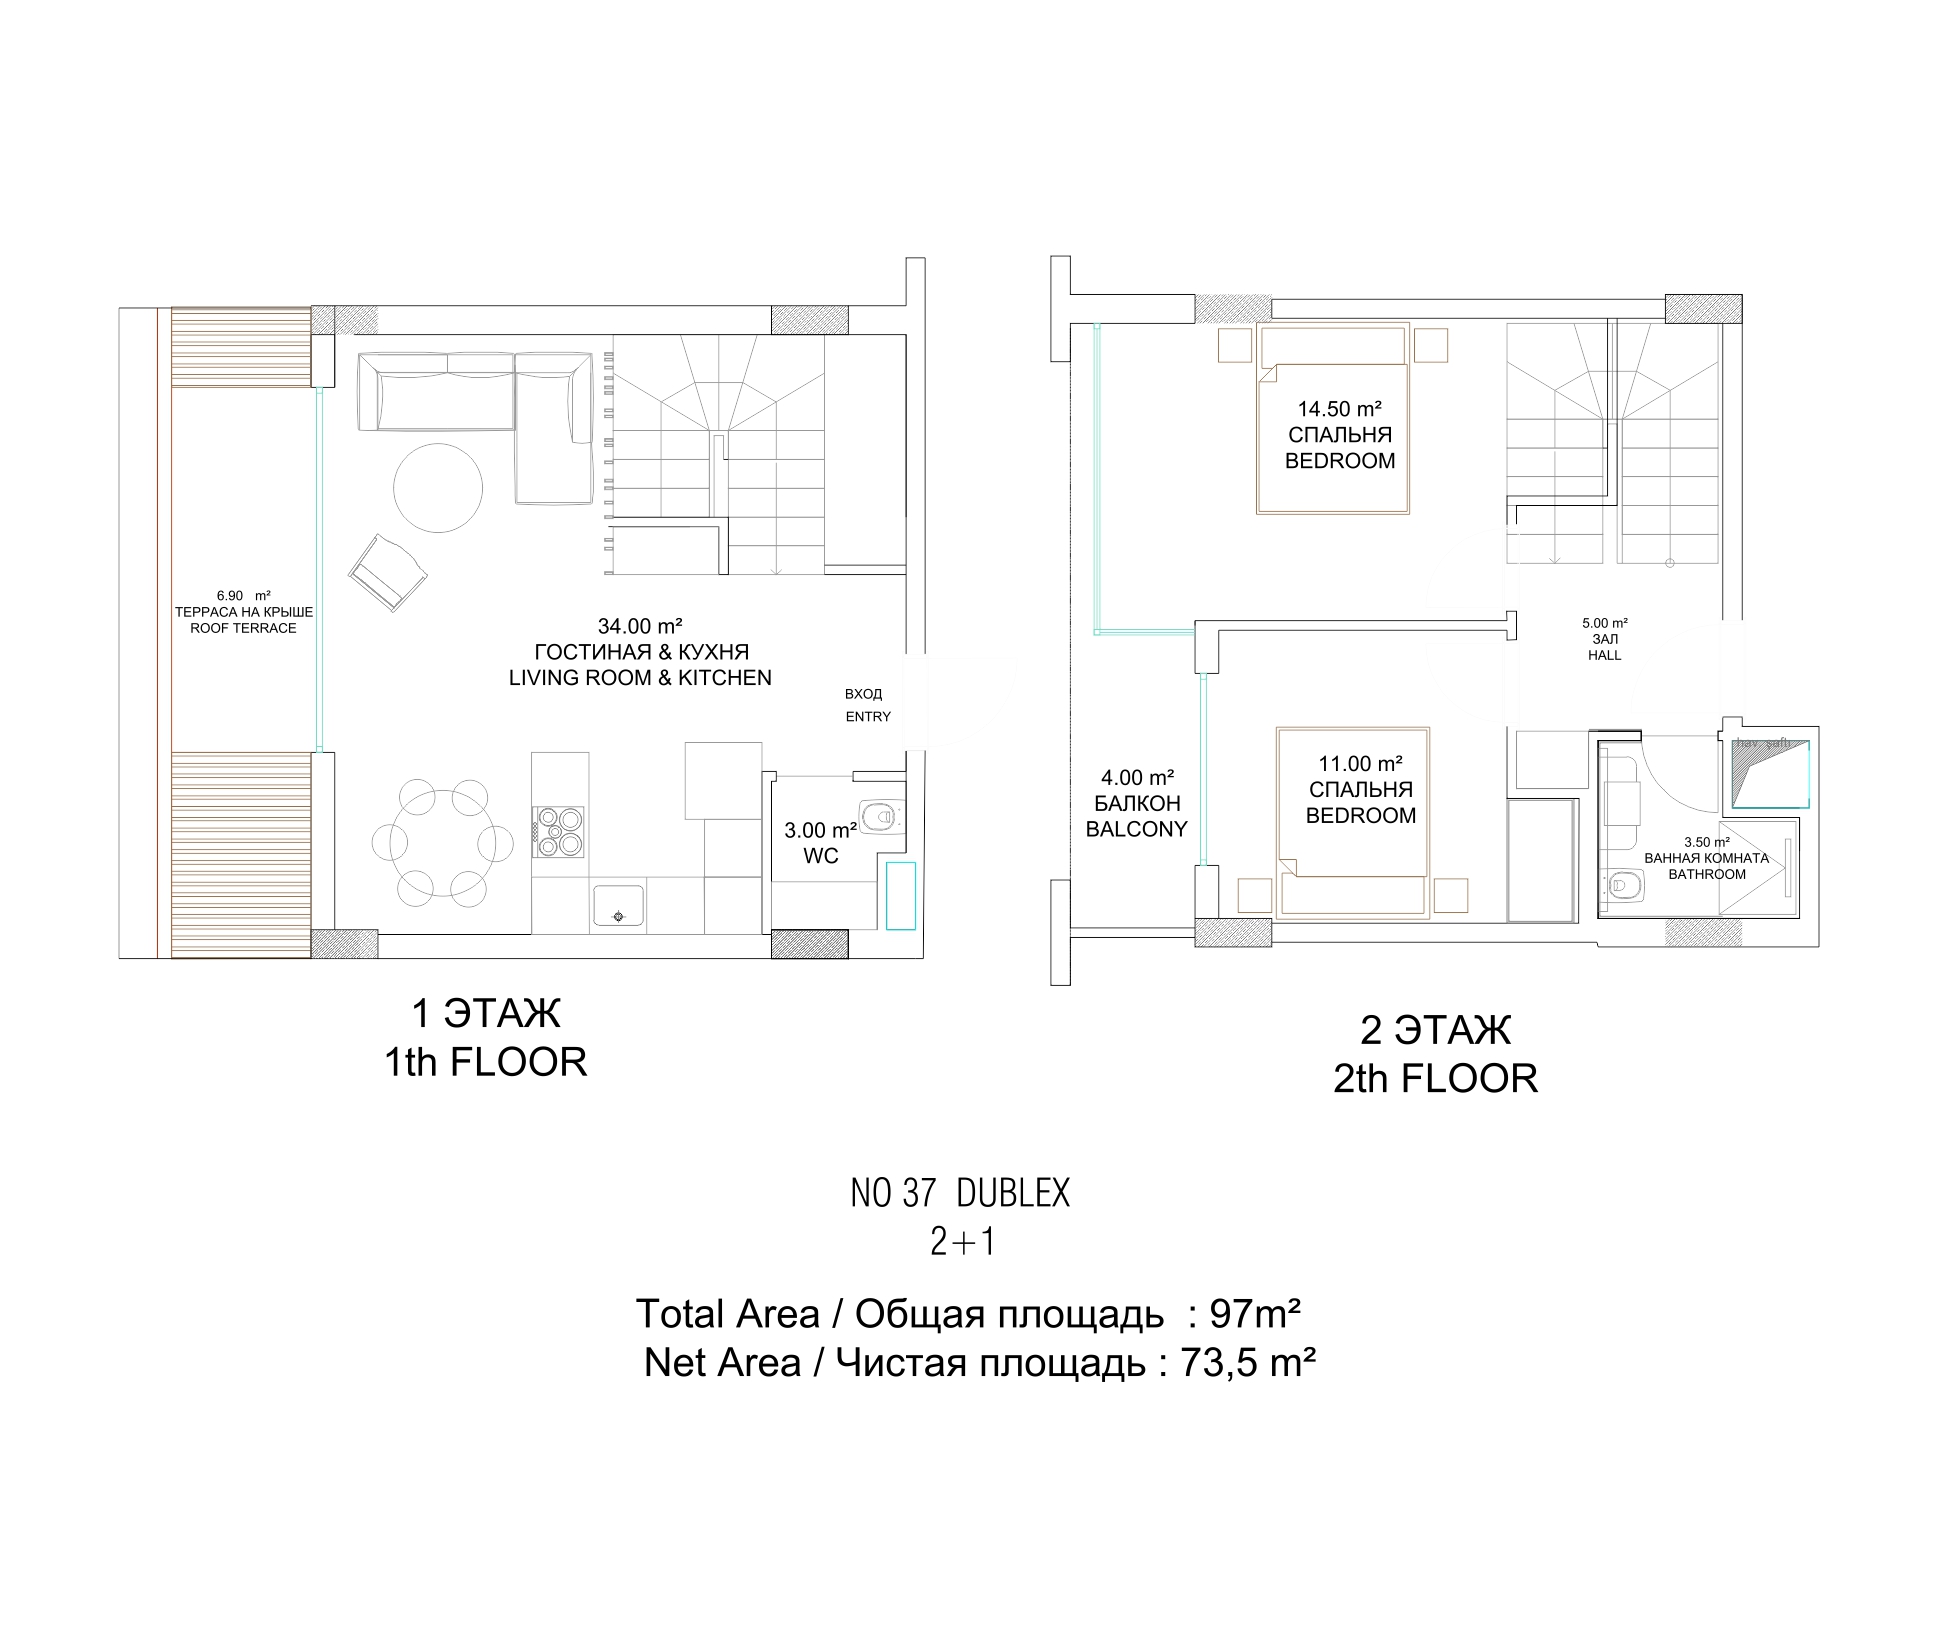 6.90 m²
ТЕРРАСА НА КРЫШЕ
ROOF TERRACE
34.00 m²
ГОСТИНАЯ & КУХНЯ
LIVING ROOM & KITCHEN
ВХОД
ENTRY
3.00 m²
WC
1 ЭТАЖ
1th FLOOR
14.50 m²
СПАЛЬНЯ
BEDROOM
5.00 m²
ЗАЛ
HALL
11.00 m²
СПАЛЬНЯ
BEDROOM
4.00 m²
БАЛКОН
BALCONY
3.50 m²
ВАННАЯ КОМНАТА
BATHROOM
2 ЭТАЖ
2th FLOOR
NO 37 DUBLEX
2+1
Total Area / Общая площадь : 97m²
Net Area / Чистая площадь : 73,5 m²